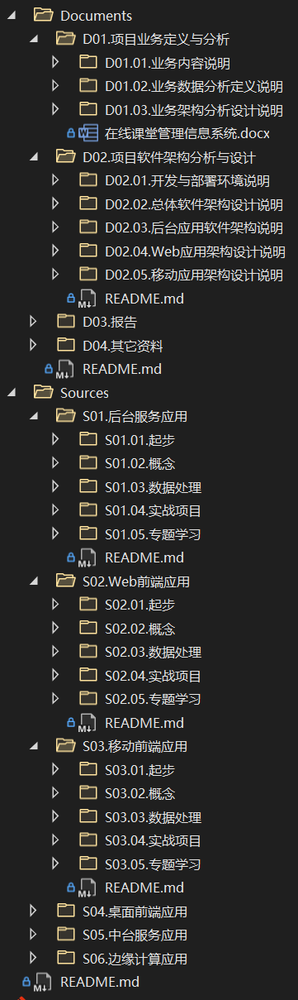 Documents
D01.项目业务定义与分析
D01.01.业务内容说明
D01.02.业务数据分析定义说明
D01.03.业务架构分析设计说明
在线课堂管理信息系统.docx
D02.项目软件架构分析与设计
D02.01.开发与部署环境说明
D02.02.总体软件架构设计说明
D02.03.后台应用软件架构说明
D02.04.Web应用架构设计说明
D02.05.移动应用架构设计说明
README.md
D03.报告
D04.其它资料
README.md
Sources
S01.后台服务应用
S01.01.起步
S01.02.概念
S01.03.数据处理
S01.04.实战项目
S01.05.专题学习
README.md
S02.Web前端应用
S02.01.起步
S02.02.概念
S02.03.数据处理
S02.04.实战项目
S02.05.专题学习
README.md
S03.移动前端应用
S03.01.起步
S03.02.概念
S03.03.数据处理
S03.04.实战项目
S03.05.专题学习
README.md
S04.桌面前端应用
S05.中台服务应用
S06.边缘计算应用
README.md